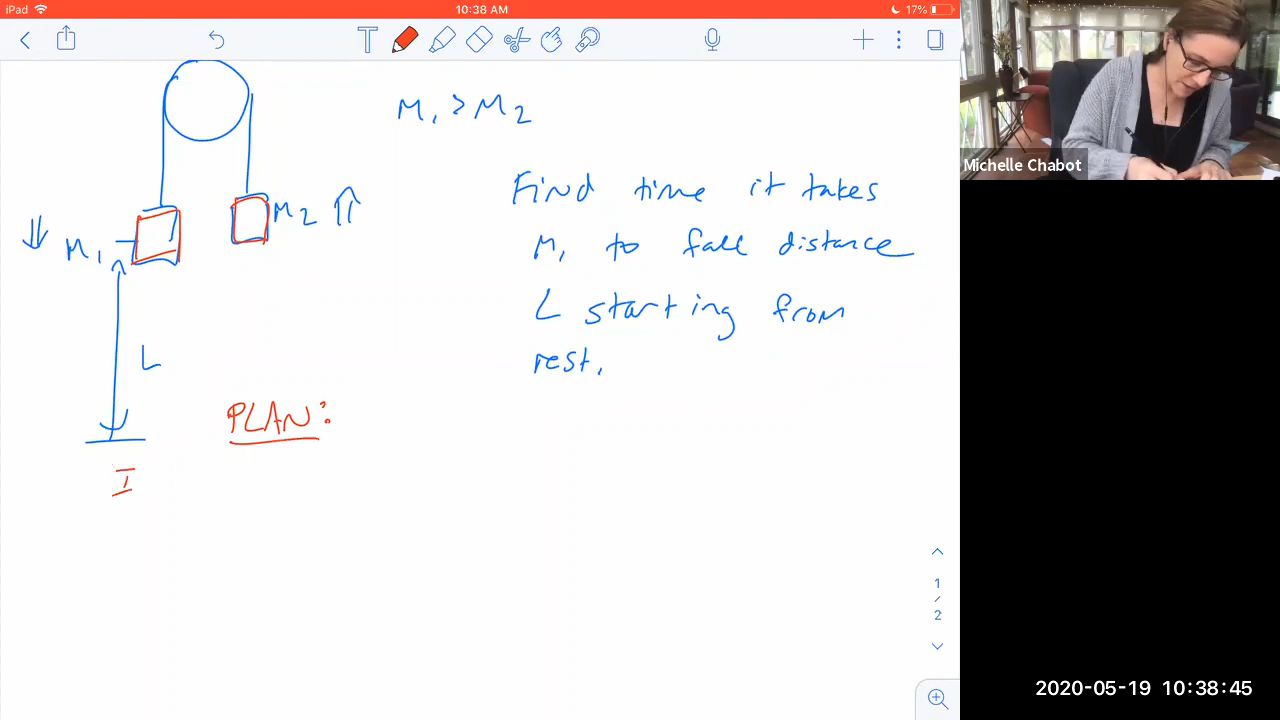 iPad
10:38 AM
17%
T
M₁ > M₂
Find time it takes
M₁ to fall distance
L starting from
rest.
M₂
M₁
L
PLAN:
I
1
/
2
Michelle Chabot
2020-05-19 10:38:45